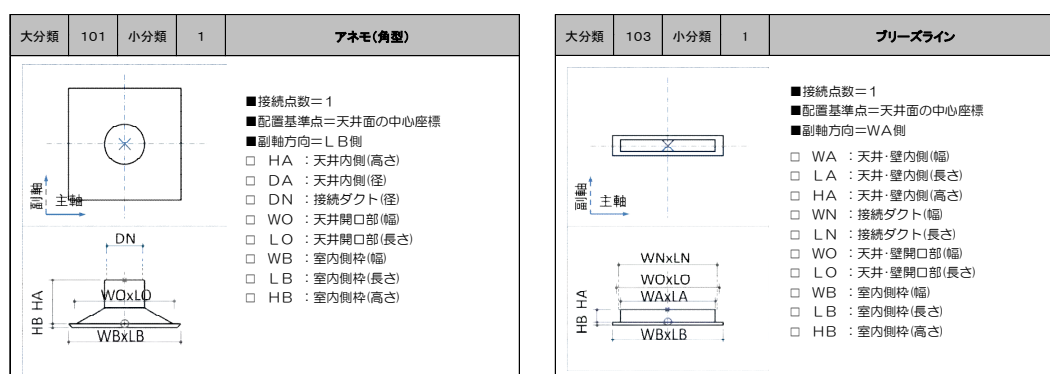 大分類 101 小分類 1 アネモ(角型)
■接続点数=1
■配置基準点=天井面の中心座標
■副軸方向=LB側
□ HA :天井内側(高さ)
□ DA :天井内側(径)
□ DN :接続ダクト(径)
□ WO :天井開口部(幅)
□ LO :天井開口部(長さ)
□ WB :室内側枠(幅)
□ LB :室内側枠(長さ)
□ HB :室内側枠(高さ)
副軸
主軸
DN
WOxLO
HB HA
WBxLB
大分類 103 小分類 1 ブリーズライン
■接続点数=1
■配置基準点=天井面の中心座標
■副軸方向=WA側
□ WA :天井・壁内側(幅)
□ LA :天井・壁内側(長さ)
□ HA :天井・壁内側(高さ)
□ WN :接続ダクト(幅)
□ LN :接続ダクト(長さ)
□ WO :天井・壁開口部(幅)
□ LO :天井・壁開口部(長さ)
□ WB :室内側枠(幅)
□ LB :室内側枠(長さ)
□ HB :室内側枠(高さ)
副軸
主軸
WNxLN
WOxLO
WAxLA
HB HA
WBxLB